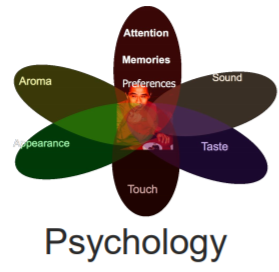 Attention
Memories
Preferences
Aroma
Sound
Appearance
Taste
Touch
Psychology